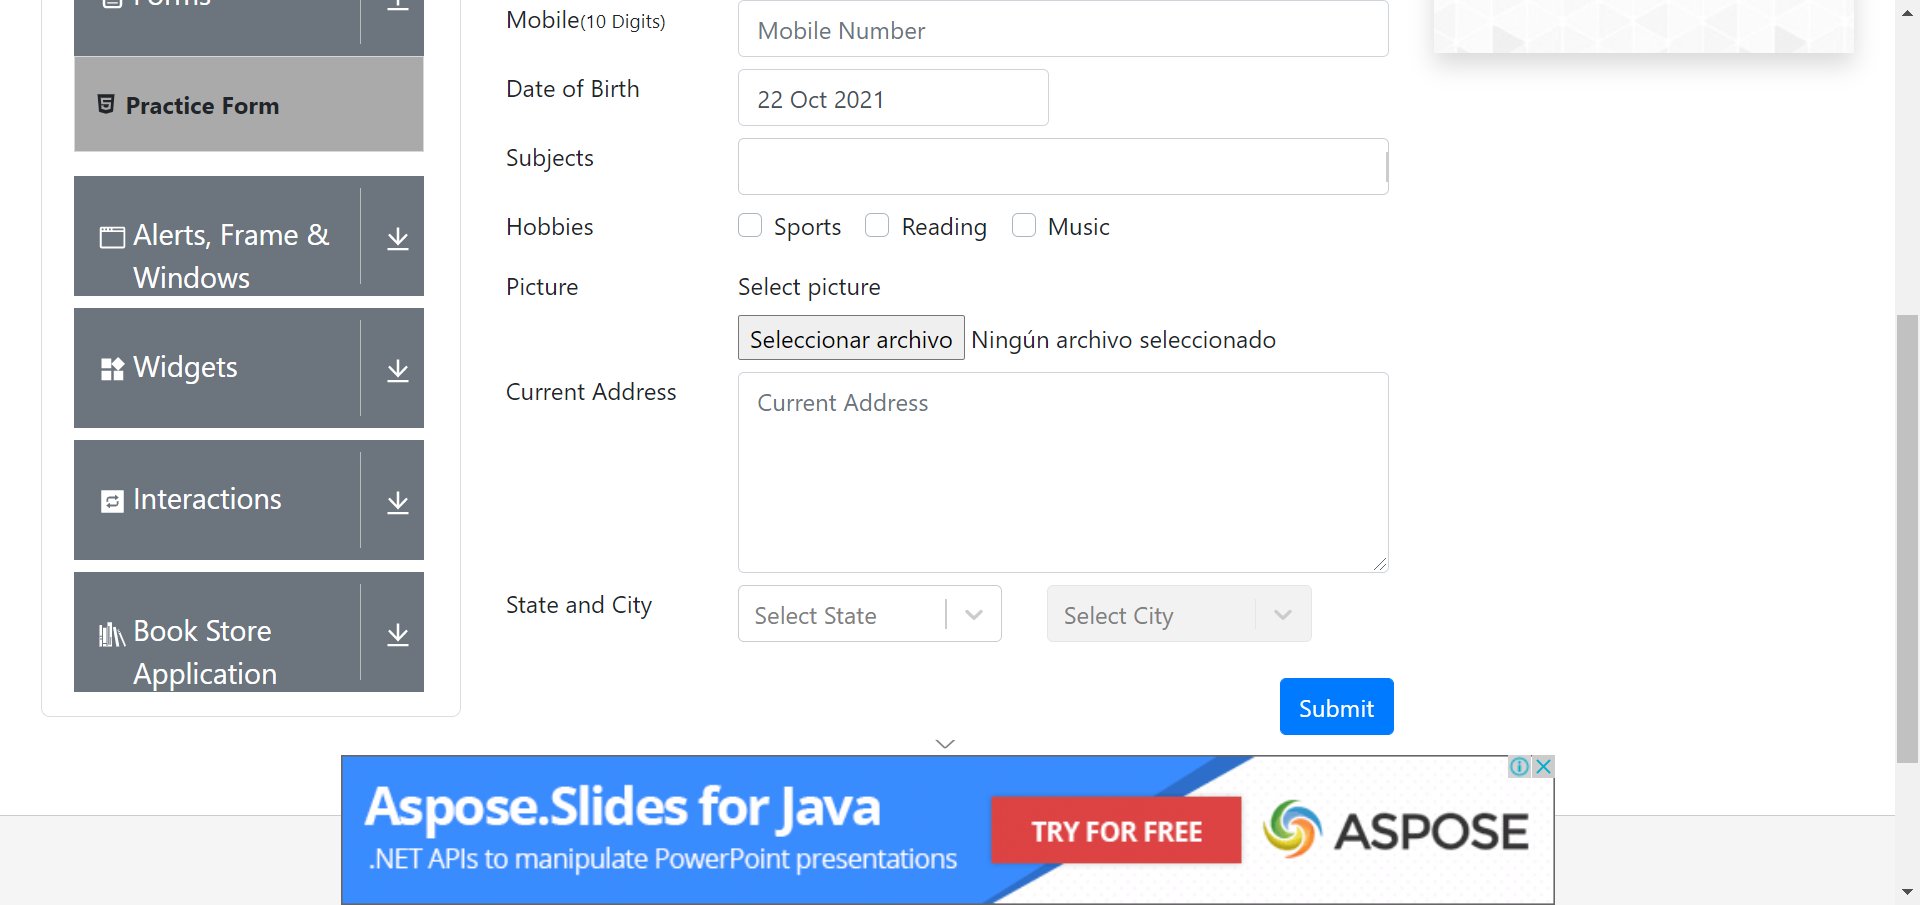 Forms
Practice Form
Alerts, Frame &
Windows
Widgets
Interactions
Book Store
Application
Mobile(10 Digits)
Mobile Number
Date of Birth
22 Oct 2021
Subjects
Hobbies
Sports
Reading
Music
Picture
Select picture
Seleccionar archivo Ningún archivo seleccionado
Current Address
Current Address
State and City
Select State
Select City
Submit
Aspose.Slides for Java
.NET APIs to manipulate PowerPoint presentations
TRY FOR FREE
ASPOSE